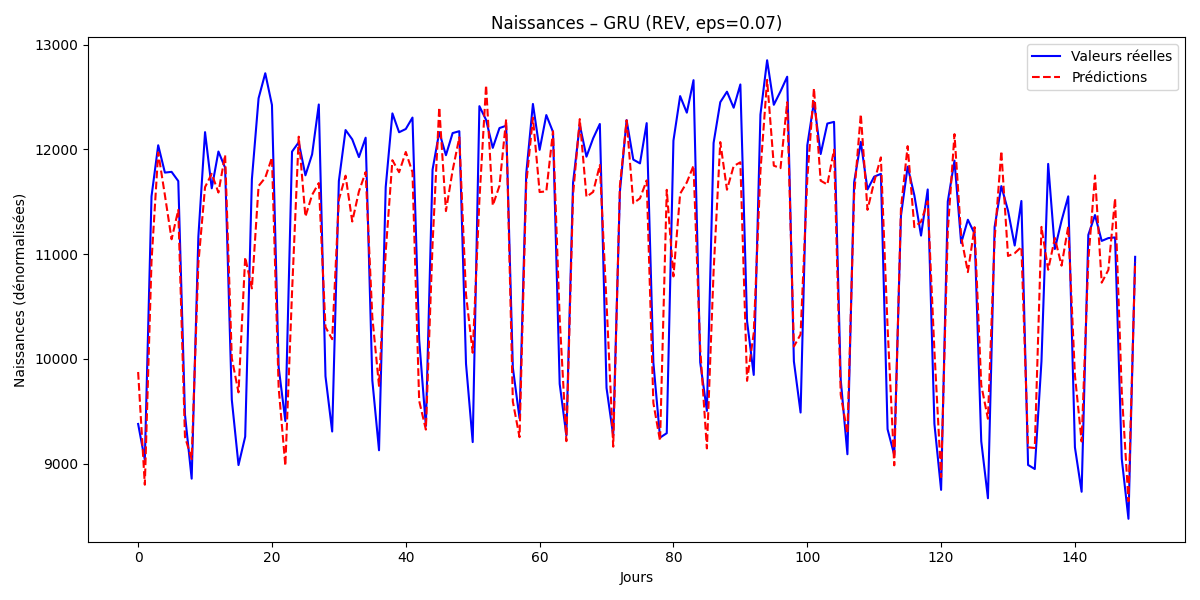 Naissances – GRU (REV, eps=0.07)
Valeurs réelles
Prédictions
Naissances (dénormalisées)
13000
12000
11000
10000
9000
0 20 40 60 80 100 120 140
Jours